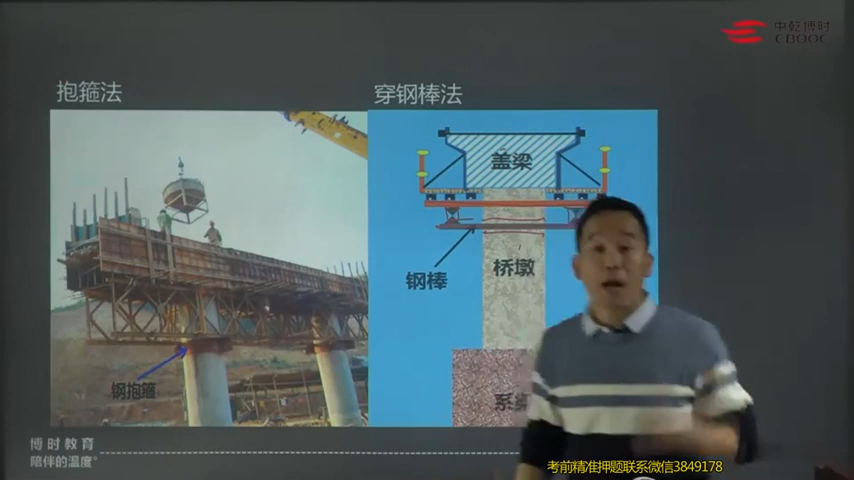 中乾博时
CBOOC
抱箍法
穿钢棒法
盖梁
钢棒
桥墩
钢抱箍
系
博时教育
陪伴的温度
考前精准押题联系微信3849178